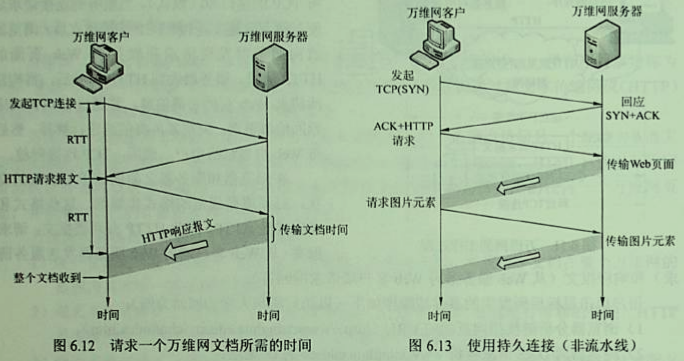 万维网客户
万维网服务器
发起TCP连接
RTT
HTTP请求报文
RTT
HTTP响应报文
传输文档时间
整个文档收到
时间
时间
图 6.12 请求一个万维网文档所需的时间
万维网客户
万维网服务器
发起
TCP(SYN)
回应
SYN+ACK
ACK+HTTP
请求
传输Web页面
请求图片元素
传输图片元素
时间
时间
图 6.13 使用持久连接（非流水线）